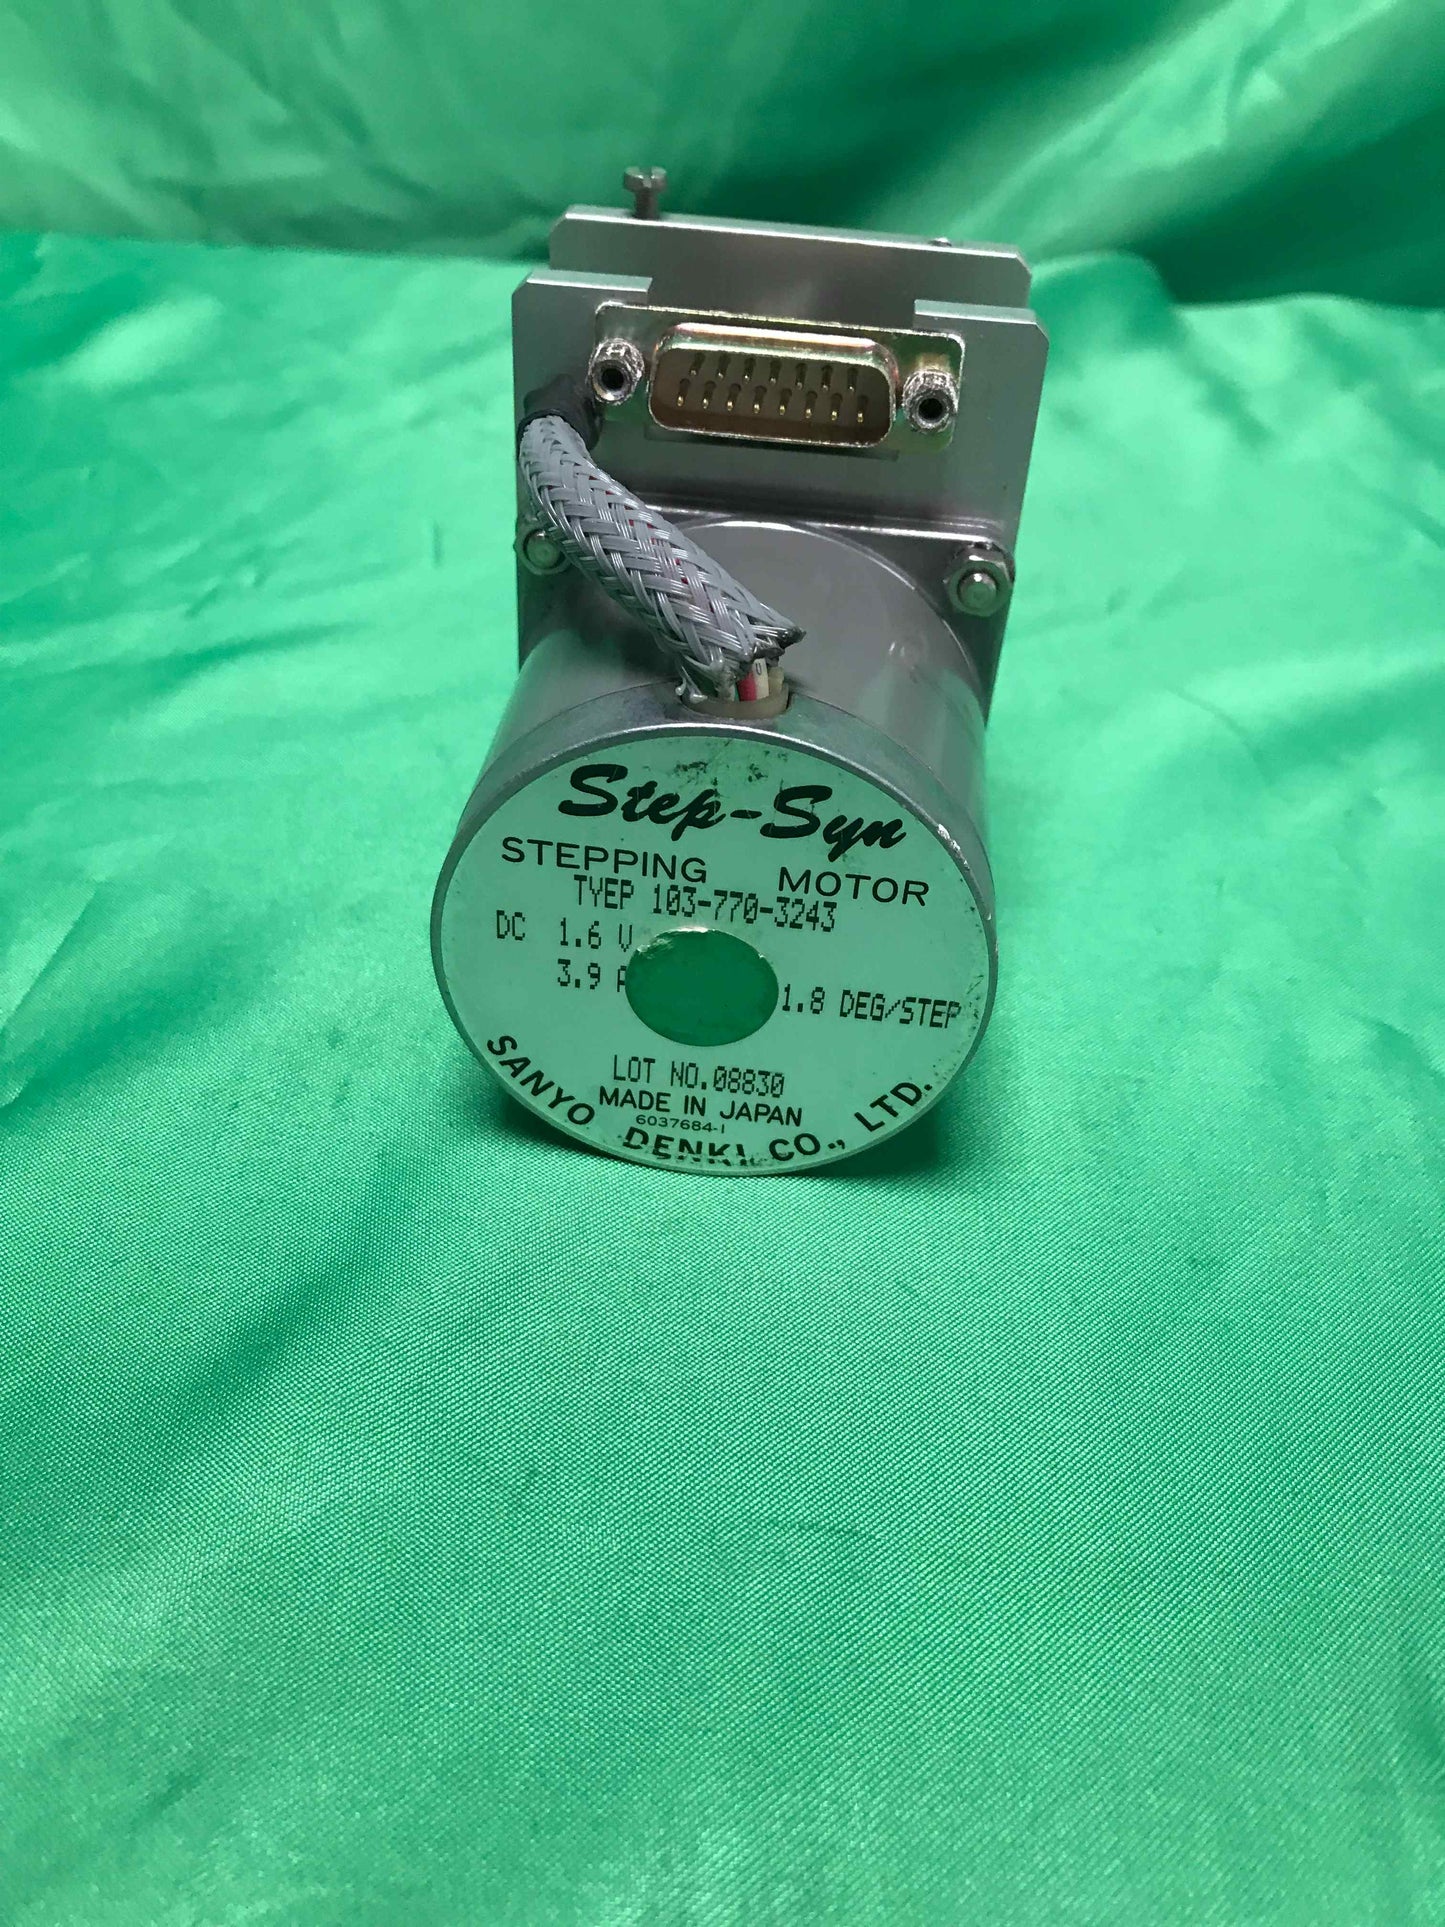 Step-Syn
STEPPING MOTOR
TYEP 103-770-3243
DC 1.6 V
3.9 A
1.8 DEG/STEP
LOT NO.08830
MADE IN JAPAN
6037684-1
SANYO DENKI CO., LTD.